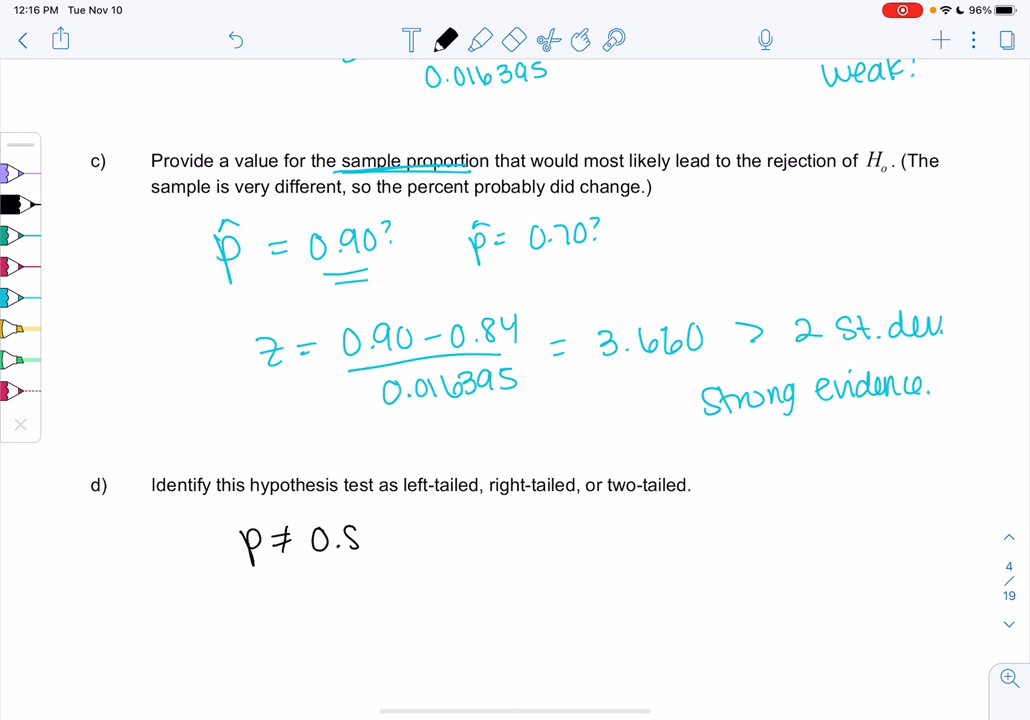 12:16 PM Tue Nov 10
96%
T
0.016395
weak!
c) Provide a value for the sample proportion that would most likely lead to the rejection of H₀. (The
sample is very different, so the percent probably did change.)
p̂ = 0.90? p̂ = 0.70?
z = (0.90 - 0.84) / 0.016395 = 3.660 > 2 St. dev.
Strong evidence.
d) Identify this hypothesis test as left-tailed, right-tailed, or two-tailed.
p ≠ 0.8
4
/
19